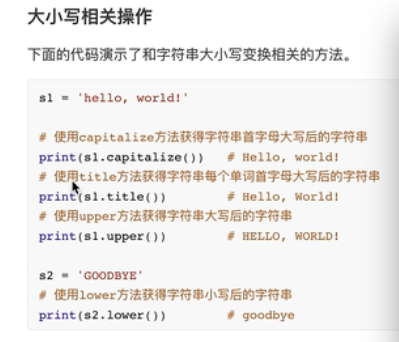 大小写相关操作
下面的代码演示了和字符串大小写变换相关的方法。
s1 = 'hello, world!'
# 使用capitalize方法获得字符串首字母大写后的字符串
print(s1.capitalize())   # Hello, world!
# 使用title方法获得字符串每个单词首字母大写后的字符串
print(s1.title())        # Hello, World!
# 使用upper方法获得字符串大写后的字符串
print(s1.upper())        # HELLO, WORLD!
s2 = 'GOODBYE'
# 使用lower方法获得字符串小写后的字符串
print(s2.lower())        # goodbye